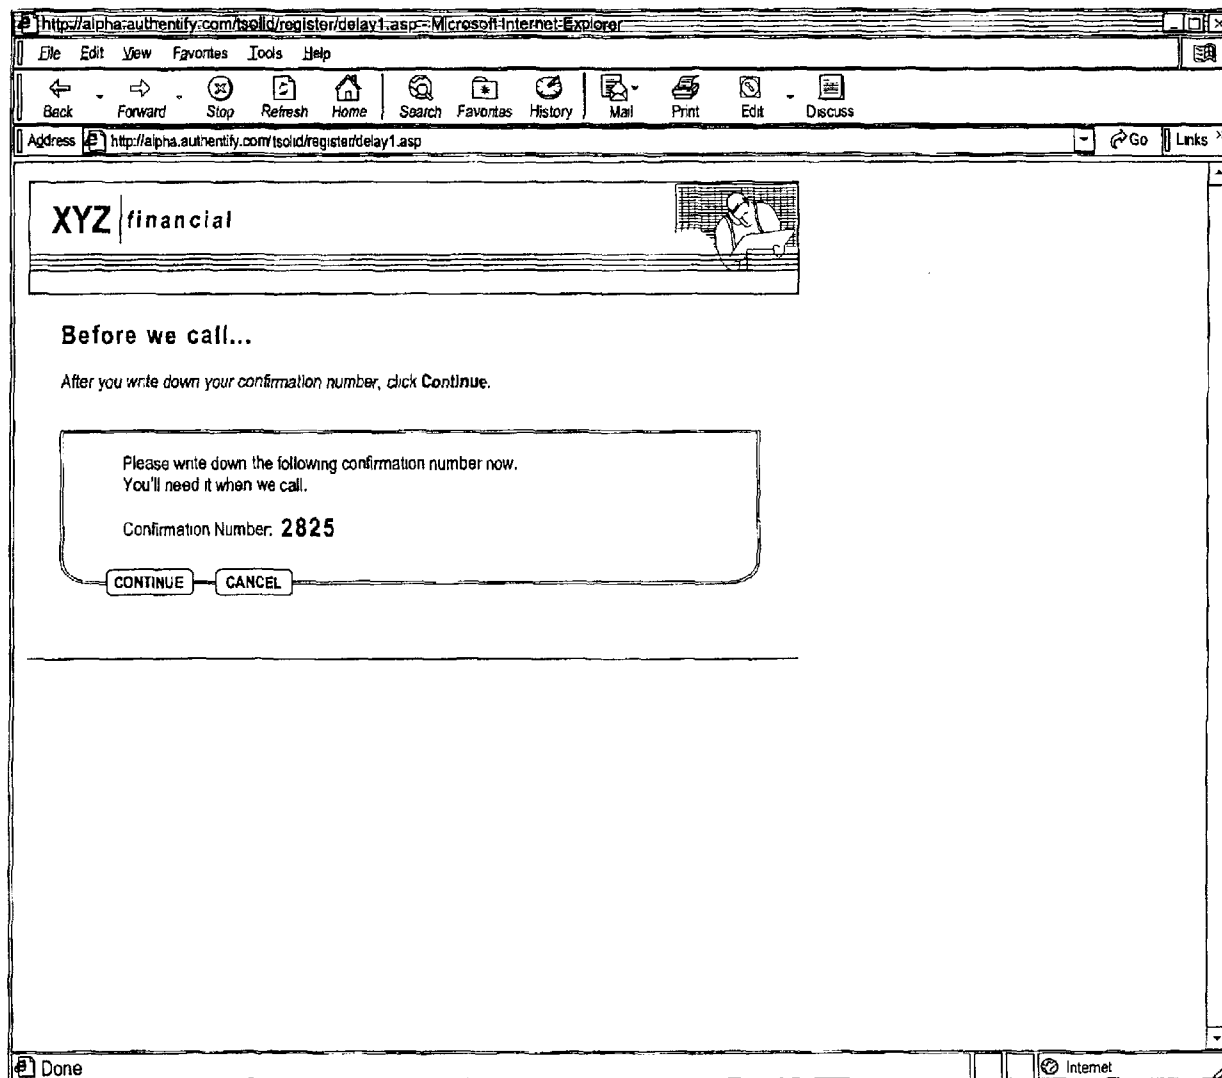 http://alpha.authentify.com/tsolid/register/delay1.asp - Microsoft Internet Explorer
File Edit View Favorites Tools Help
Back Forward Stop Refresh Home Search Favorites History Mail Print Edit Discuss
Address http://alpha.authentify.com/tsolid/register/delay1.asp Go Links »
XYZ financial
Before we call...
After you write down your confirmation number, click Continue.
Please write down the following confirmation number now.
You'll need it when we call.
Confirmation Number: 2825
CONTINUE CANCEL
Done Internet